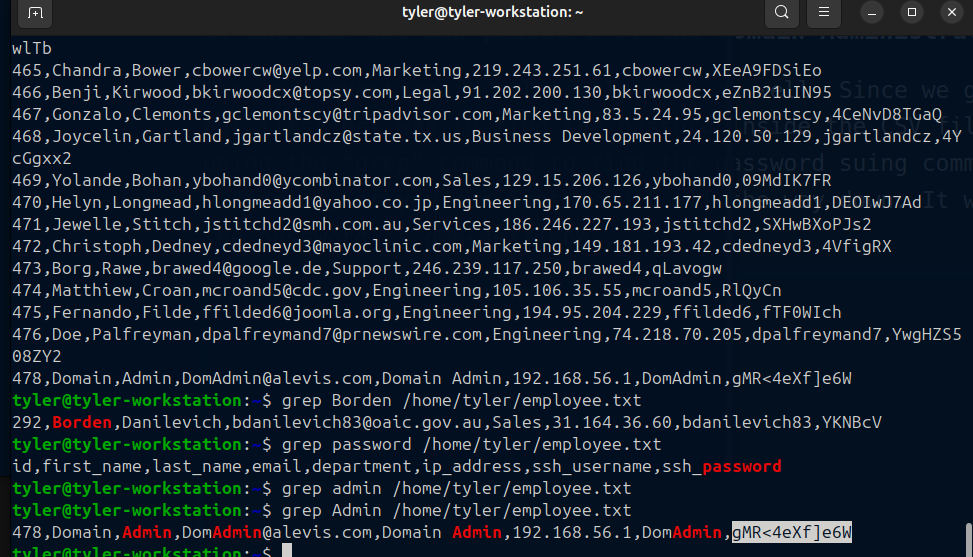 tyler@tyler-workstation: ~
wlTb
465,Chandra,Bower,cbowercw@yelp.com,Marketing,219.243.251.61,cbowercw,XEeA9FDSiEo
466,Benji,Kirwood,bkirwoodcx@topsy.com,Legal,91.202.200.130,bkirwoodcx,eZnB21uIN95
467,Gonzalo,Clemonts,gclemontscy@tripadvisor.com,Marketing,83.5.24.95,gclemontscy,4CeNvD8TGaQ
468,Joycelin,Gartland,jgartlandcz@state.tx.us,Business Development,24.120.50.129,jgartlandcz,4Y
cGgxx2
469,Yolande,Bohan,ybohand0@ycombinator.com,Sales,129.15.206.126,ybohand0,09MdIK7FR
470,Helyn,Longmead,hlongmeadd1@yahoo.co.jp,Engineering,170.65.211.177,hlongmeadd1,DEOIwJ7Ad
471,Jewelle,Stitch,jstitchd2@smh.com.au,Services,186.246.227.193,jstitchd2,SXHwBXoPJs2
472,Christoph,Dedney,cdedneyd3@mayoclinic.com,Marketing,149.181.193.42,cdedneyd3,4VfigRX
473,Borg,Rawe,brawed4@google.de,Support,246.239.117.250,brawed4,qLavogw
474,Matthiew,Croan,mcroand5@cdc.gov,Engineering,105.106.35.55,mcroand5,RlQyCn
475,Fernando,Filde,ffilded6@joomla.org,Engineering,194.95.204.229,ffilded6,fTF0WIch
476,Doe,Palfreyman,dpalfreymand7@prnewswire.com,Engineering,74.218.70.205,dpalfreymand7,YwgHZS5
08ZY2
478,Domain,Admin,DomAdmin@alevis.com,Domain Admin,192.168.56.1,DomAdmin,gMR<4eXf]e6W
tyler@tyler-workstation:~$ grep Borden /home/tyler/employee.txt
292,Borden,Danilevich,bdanilevich83@oaic.gov.au,Sales,31.164.36.60,bdanilevich83,YKNBcV
tyler@tyler-workstation:~$ grep password /home/tyler/employee.txt
id,first_name,last_name,email,department,ip_address,ssh_username,ssh_password
tyler@tyler-workstation:~$ grep admin /home/tyler/employee.txt
tyler@tyler-workstation:~$ grep Admin /home/tyler/employee.txt
478,Domain,Admin,DomAdmin@alevis.com,Domain Admin,192.168.56.1,DomAdmin,gMR<4eXf]e6W
tyler@tyler-workstation:~$